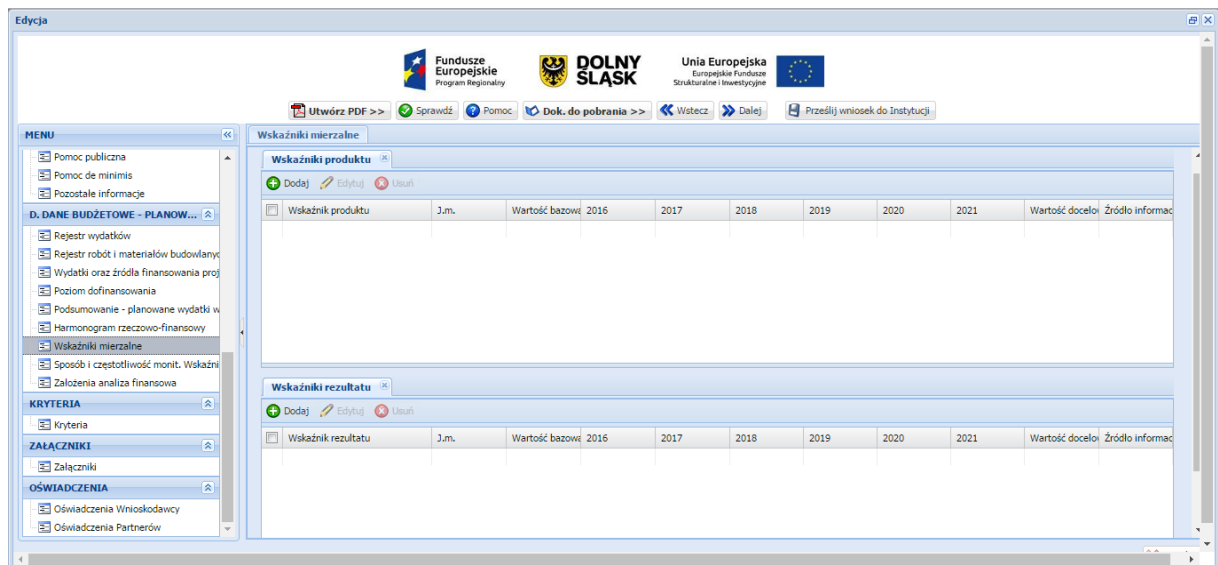 Edycja
Fundusze
Europejskie
Program Regionalny
DOLNY
ŚLĄSK
Unia Europejska
Europejskie Fundusze
Strukturalne i Inwestycyjne
Utwórz PDF >> Sprawdź Pomoc Dok. do pobrania >> Wstecz Dalej Prześlij wniosek do Instytucji
MENU
Pomoc publiczna
Pomoc de minimis
Pozostałe informacje
D. DANE BUDŻETOWE - PLANOW...
Rejestr wydatków
Rejestr robót i materiałów budowlany
Wydatki oraz źródła finansowania proj
Poziom dofinansowania
Podsumowanie - planowane wydatki w
Harmonogram rzeczowo-finansowy
Wskaźniki mierzalne
Sposób i częstotliwość monit. Wskaźni
Założenia analiza finansowa
KRYTERIA
Kryteria
ZAŁĄCZNIKI
Załączniki
OŚWIADCZENIA
Oświadczenia Wnioskodawcy
Oświadczenia Partnerów
Wskaźniki mierzalne
Wskaźniki produktu
Dodaj Edytuj Usuń
Wskaźnik produktu J.m. Wartość bazowa 2016 2017 2018 2019 2020 2021 Wartość docelo Źródło informac
Wskaźniki rezultatu
Dodaj Edytuj Usuń
Wskaźnik rezultatu J.m. Wartość bazowa 2016 2017 2018 2019 2020 2021 Wartość docelo Źródło informac